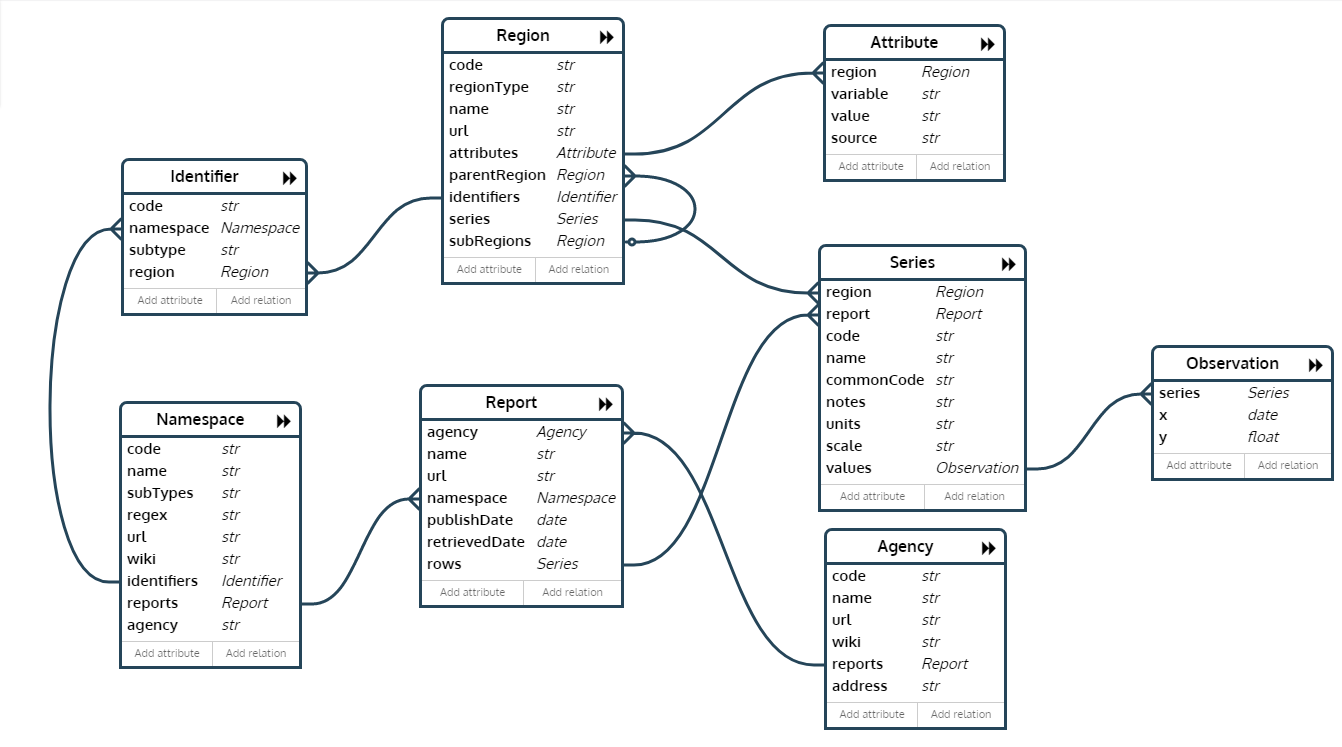 Region
code str
regionType str
name str
url str
attributes Attribute
parentRegion Region
identifiers Identifier
series Series
subRegions Region
Add attribute Add relation
Attribute
region Region
variable str
value str
source str
Add attribute Add relation
Identifier
code str
namespace Namespace
subtype str
region Region
Add attribute Add relation
Series
region Region
report Report
code str
name str
commonCode str
notes str
units str
scale str
values Observation
Add attribute Add relation
Observation
series Series
x date
y float
Add attribute Add relation
Namespace
code str
name str
subTypes str
regex str
url str
wiki str
identifiers Identifier
reports Report
agency str
Add attribute Add relation
Report
agency Agency
name str
url str
namespace Namespace
publishDate date
retrievedDate date
rows Series
Add attribute Add relation
Agency
code str
name str
url str
wiki str
reports Report
address str
Add attribute Add relation